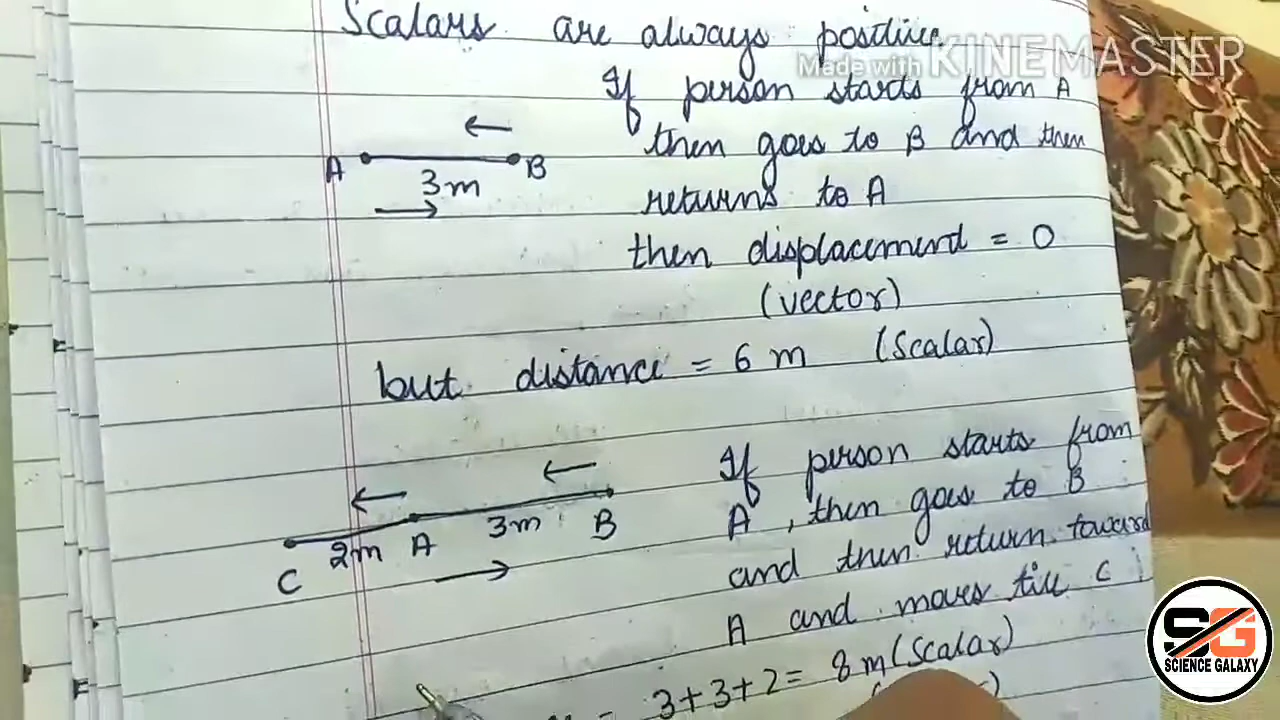 Scalars are always positive
Made with KINEMASTER
If person starts from A
then goes to B and then
returns to A
A B
3m
then displacement = 0
(vector)
but distance = 6 m (Scalar)
If person starts from
A, then goes to B
and then return toward
A and moves till C
C 2m A 3m B
3+3+2 = 8 m (Scalar)
SG
SCIENCE GALAXY